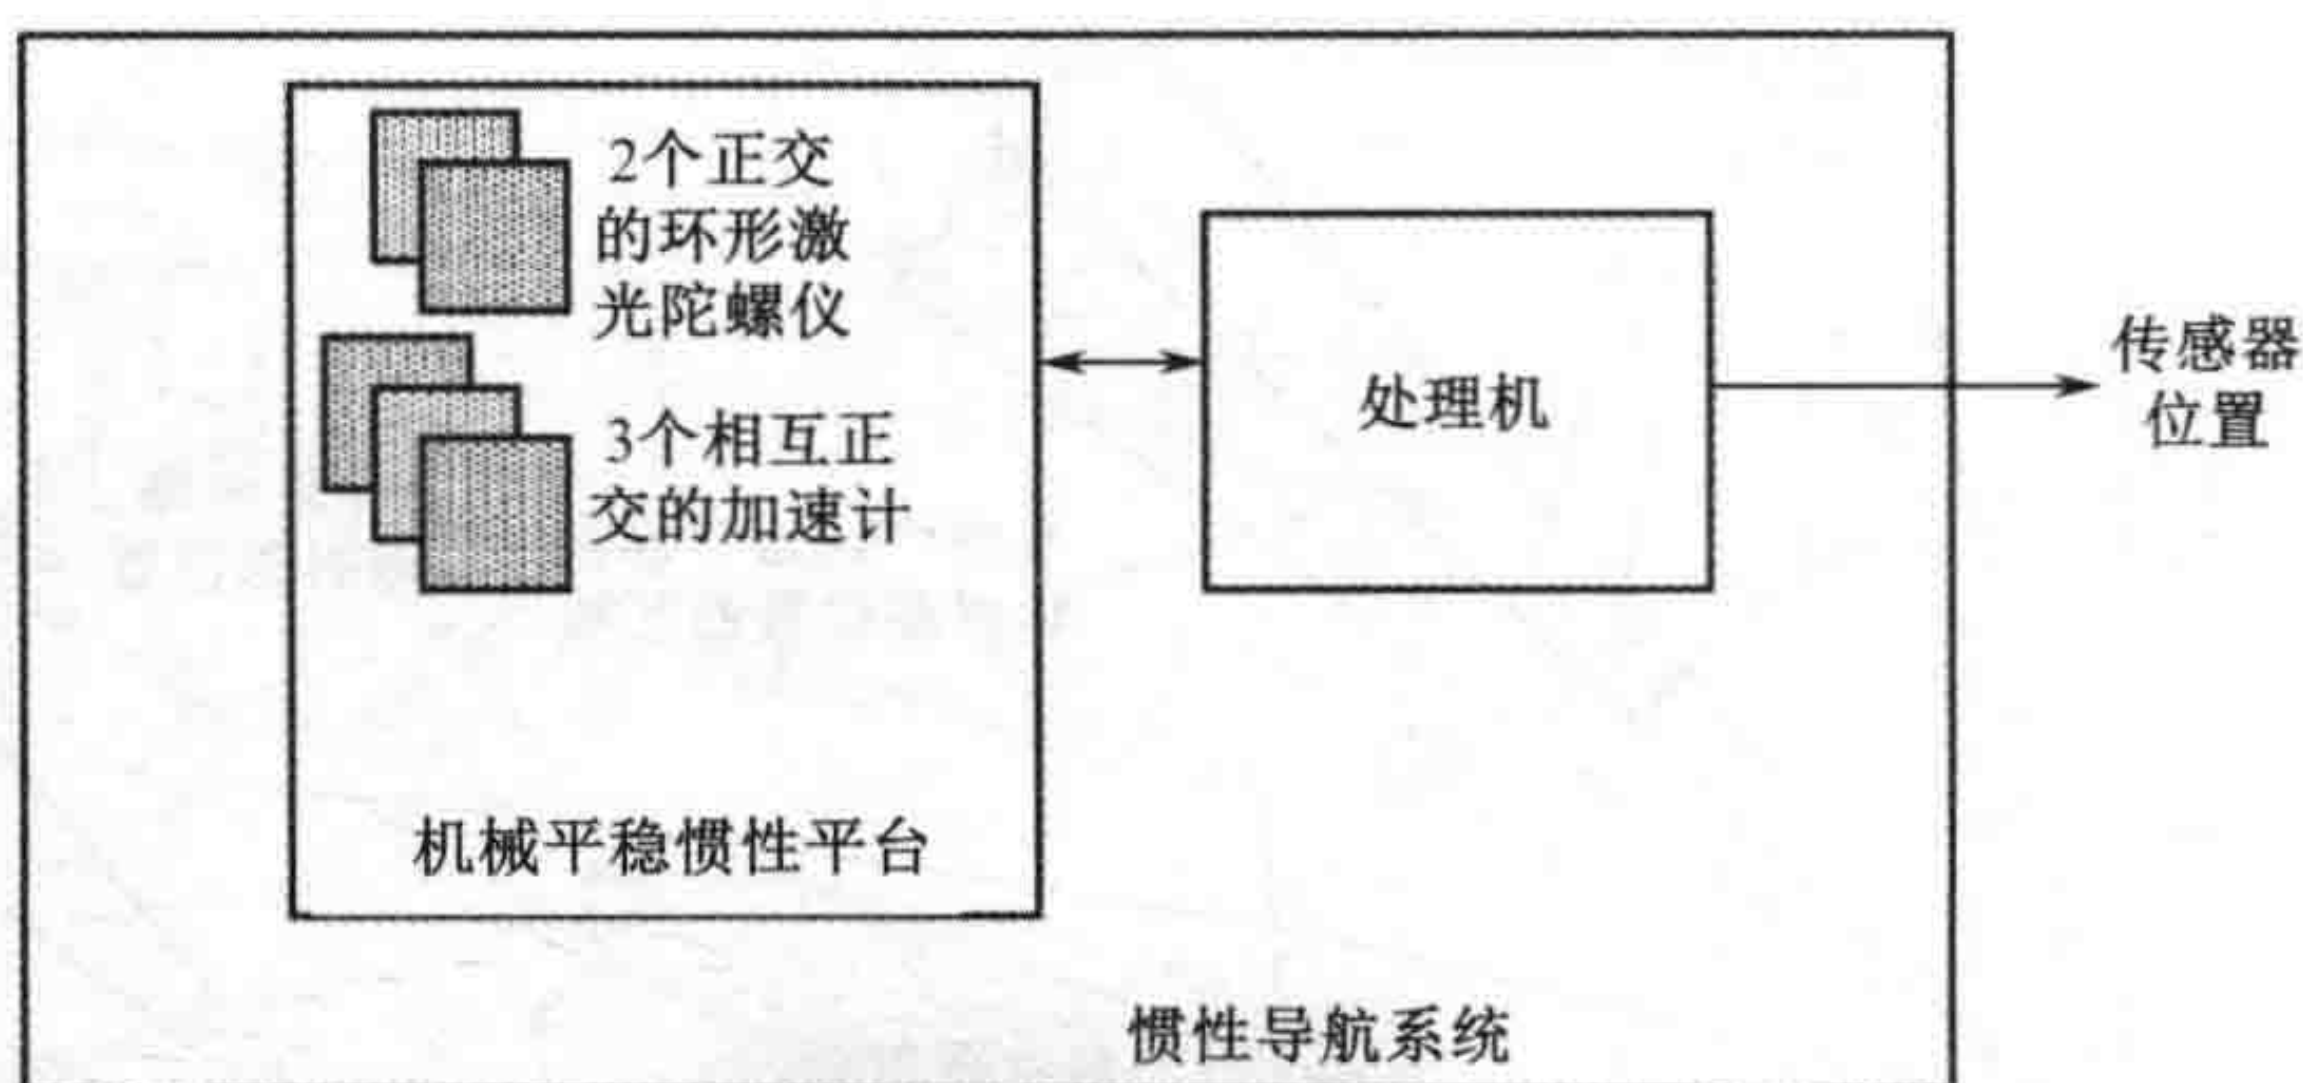 2个正交
的环形激
光陀螺仪
3个相互正
交的加速计
机械平稳惯性平台
处理机
传感器
位置
惯性导航系统